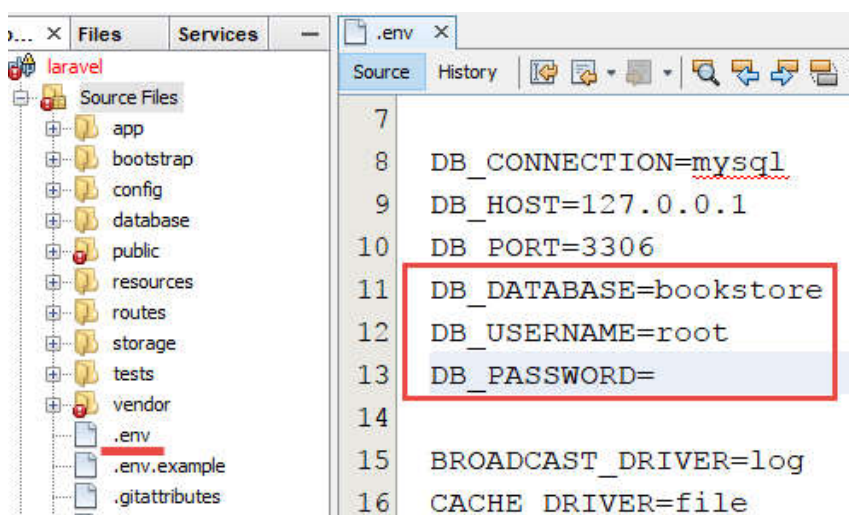 ... × Files Services —
laravel
Source Files
app
bootstrap
config
database
public
resources
routes
storage
tests
vendor
.env
.env.example
.gitattributes
.env ×
Source History
7
8 DB_CONNECTION=mysql
9 DB_HOST=127.0.0.1
10 DB_PORT=3306
11 DB_DATABASE=bookstore
12 DB_USERNAME=root
13 DB_PASSWORD=
14
15 BROADCAST_DRIVER=log
16 CACHE_DRIVER=file